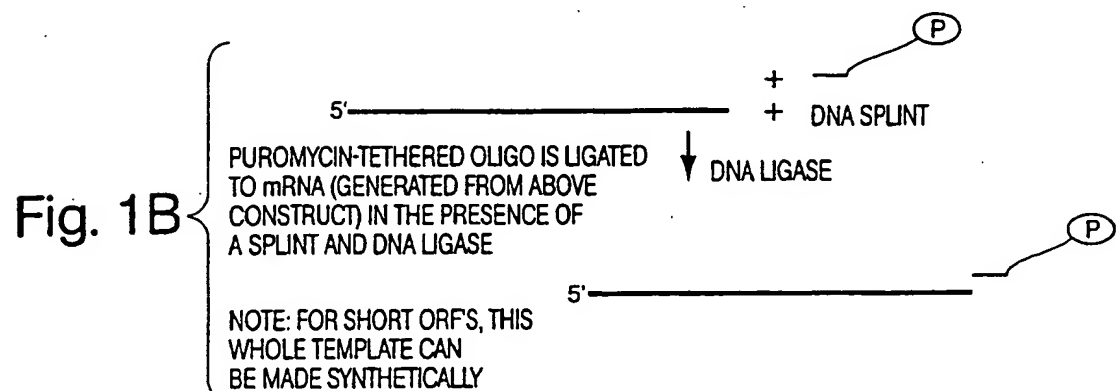 P
+
5'
+ DNA SPLINT
PUROMYCIN-TETHERED OLIGO IS LIGATED
TO mRNA (GENERATED FROM ABOVE
CONSTRUCT) IN THE PRESENCE OF
A SPLINT AND DNA LIGASE
DNA LIGASE
Fig. 1B
P
5'
NOTE: FOR SHORT ORF'S, THIS
WHOLE TEMPLATE CAN
BE MADE SYNTHETICALLY